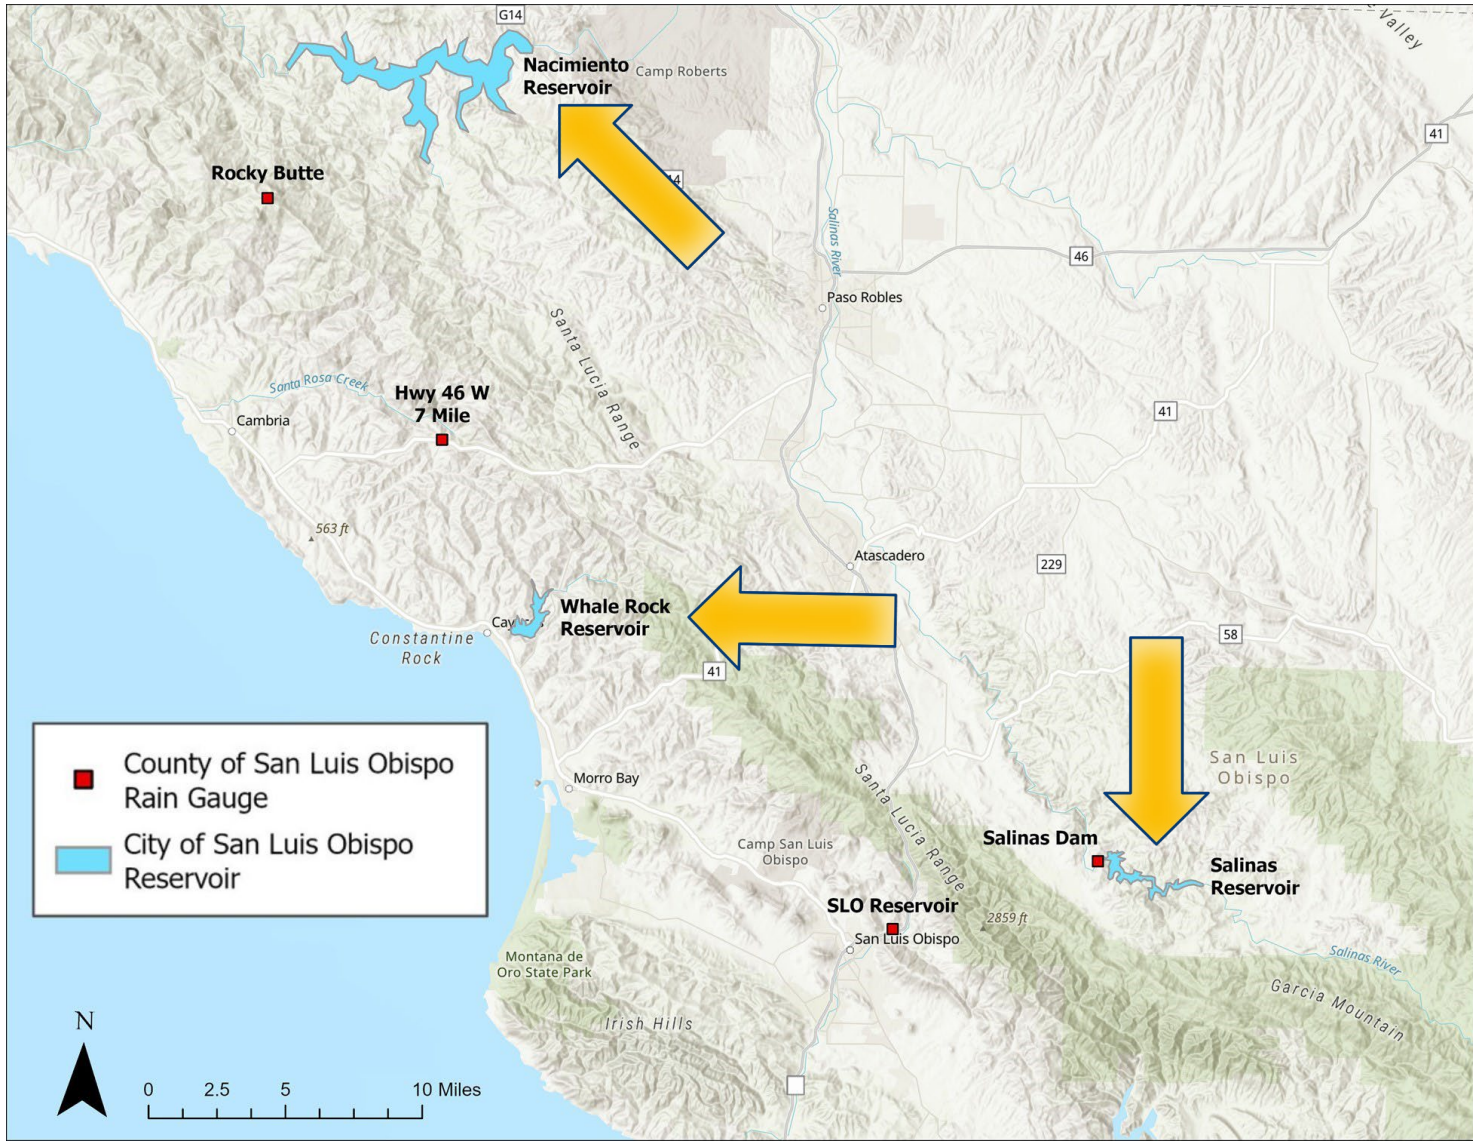 G14
Valley
Nacimiento
Reservoir
Camp Roberts
41
Rocky Butte
14
Salinas River
46
Paso Robles
Santa Lucia Range
Santa Rosa Creek
Hwy 46 W
7 Mile
41
Cambria
563 ft
Atascadero
229
Whale Rock
Reservoir
Constantine
Rock
58
41
County of San Luis Obispo
Rain Gauge
City of San Luis Obispo
Reservoir
Morro Bay
San Luis
Obispo
Santa Lucia Range
Camp San Luis
Obispo
Salinas Dam
Salinas
Reservoir
SLO Reservoir
2859 ft
San Luis Obispo
Salinas River
Montana de
Oro State Park
Garcia Mountain
Irish Hills
N
0 2.5 5 10 Miles